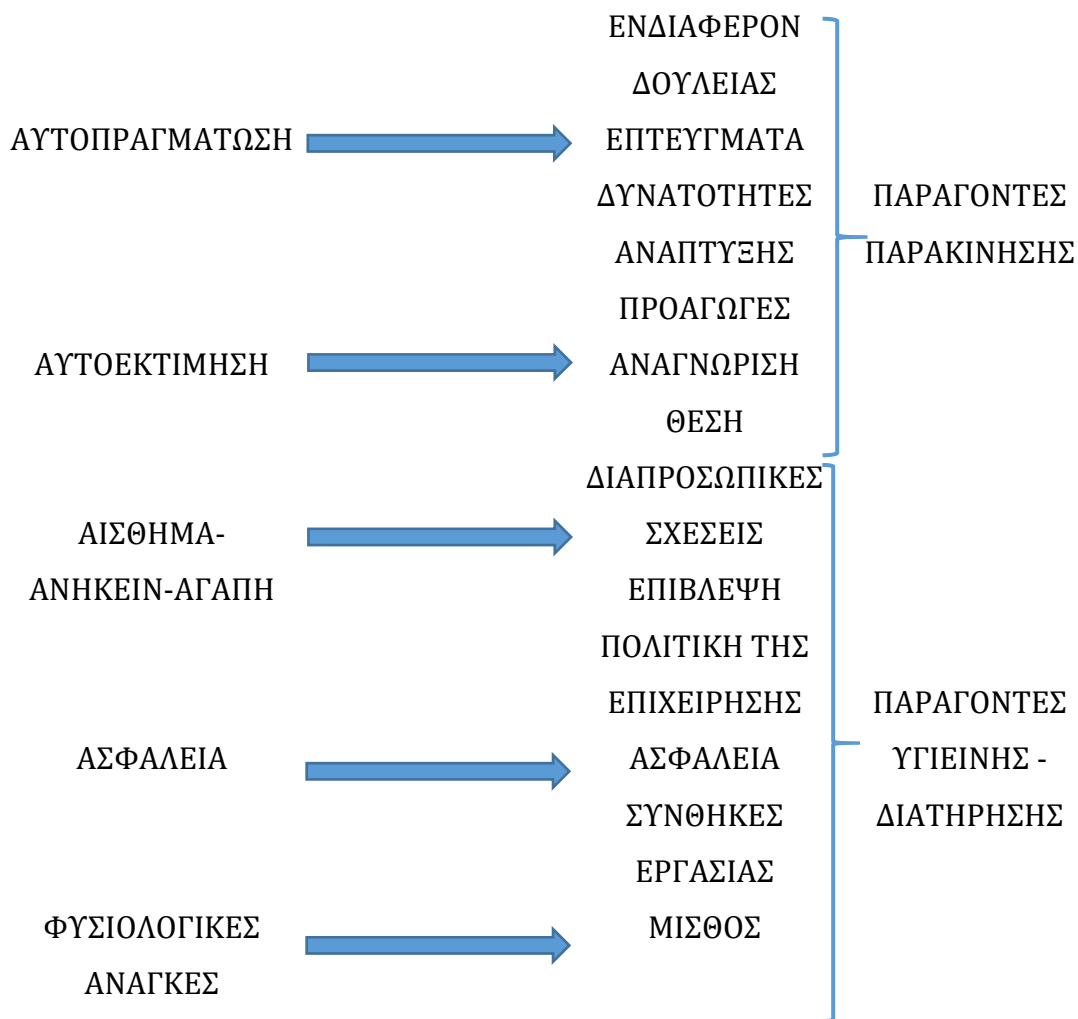 ΕΝΔΙΑΦΕΡΟΝ
ΔΟΥΛΕΙΑΣ
ΑΥΤΟΠΡΑΓΜΑΤΩΣΗ ΕΠΤΕΥΓΜΑΤΑ
ΔΥΝΑΤΟΤΗΤΕΣ ΠΑΡΑΓΟΝΤΕΣ
ΑΝΑΠΤΥΞΗΣ ΠΑΡΑΚΙΝΗΣΗΣ
ΠΡΟΑΓΩΓΕΣ
ΑΥΤΟΕΚΤΙΜΗΣΗ ΑΝΑΓΝΩΡΙΣΗ
ΘΕΣΗ
ΔΙΑΠΡΟΣΩΠΙΚΕΣ
ΑΙΣΘΗΜΑ- ΣΧΕΣΕΙΣ
ΑΝΗΚΕΙΝ-ΑΓΑΠΗ ΕΠΙΒΛΕΨΗ
ΠΟΛΙΤΙΚΗ ΤΗΣ
ΕΠΙΧΕΙΡΗΣΗΣ ΠΑΡΑΓΟΝΤΕΣ
ΑΣΦΑΛΕΙΑ ΑΣΦΑΛΕΙΑ ΥΓΙΕΙΝΗΣ -
ΣΥΝΘΗΚΕΣ ΔΙΑΤΗΡΗΣΗΣ
ΕΡΓΑΣΙΑΣ
ΦΥΣΙΟΛΟΓΙΚΕΣ ΜΙΣΘΟΣ
ΑΝΑΓΚΕΣ